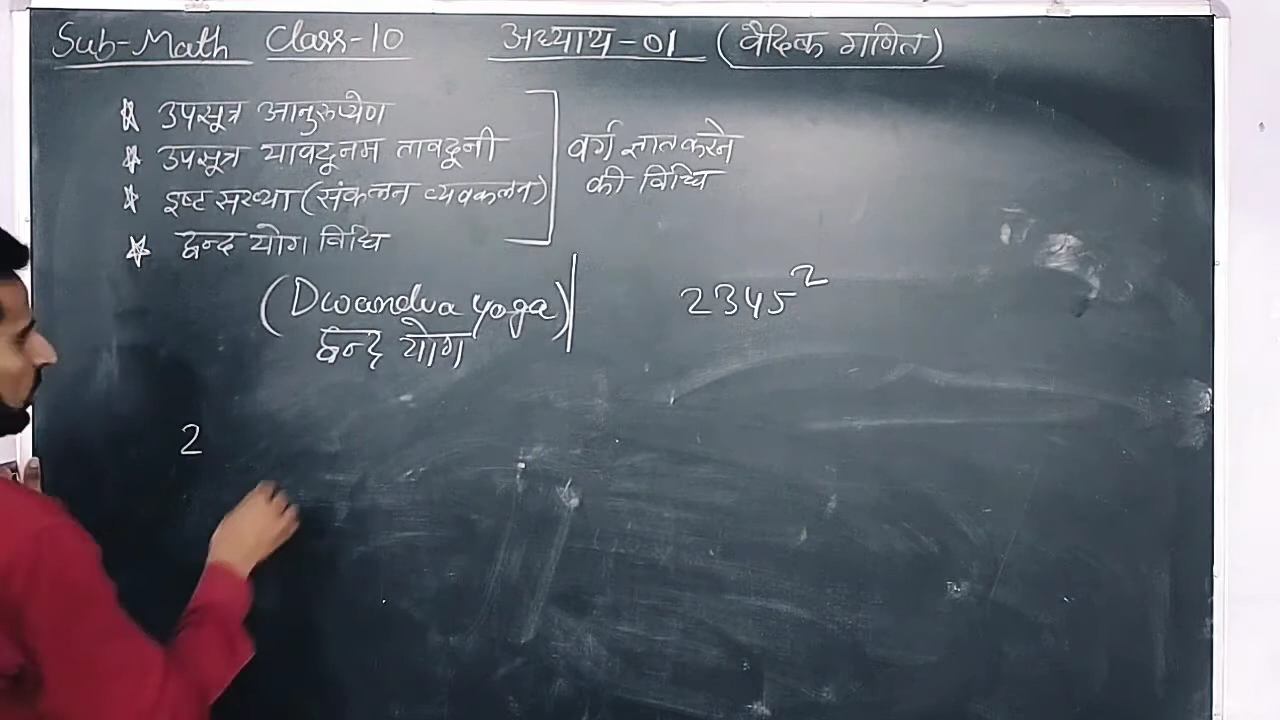 Sub-Math Class-10 अध्याय-01 (वैदिक गणित)
☆ उपसूत्र आनुरूप्येण
☆ उपसूत्र यावदूनम तावदूनी
☆ इष्ट संख्या (संकलन व्यवकलन)
☆ द्वन्द योग विधि
वर्ग ज्ञात करने
की विधि
(Dwandva yoga)
द्वन्द्व योग
2345²
2